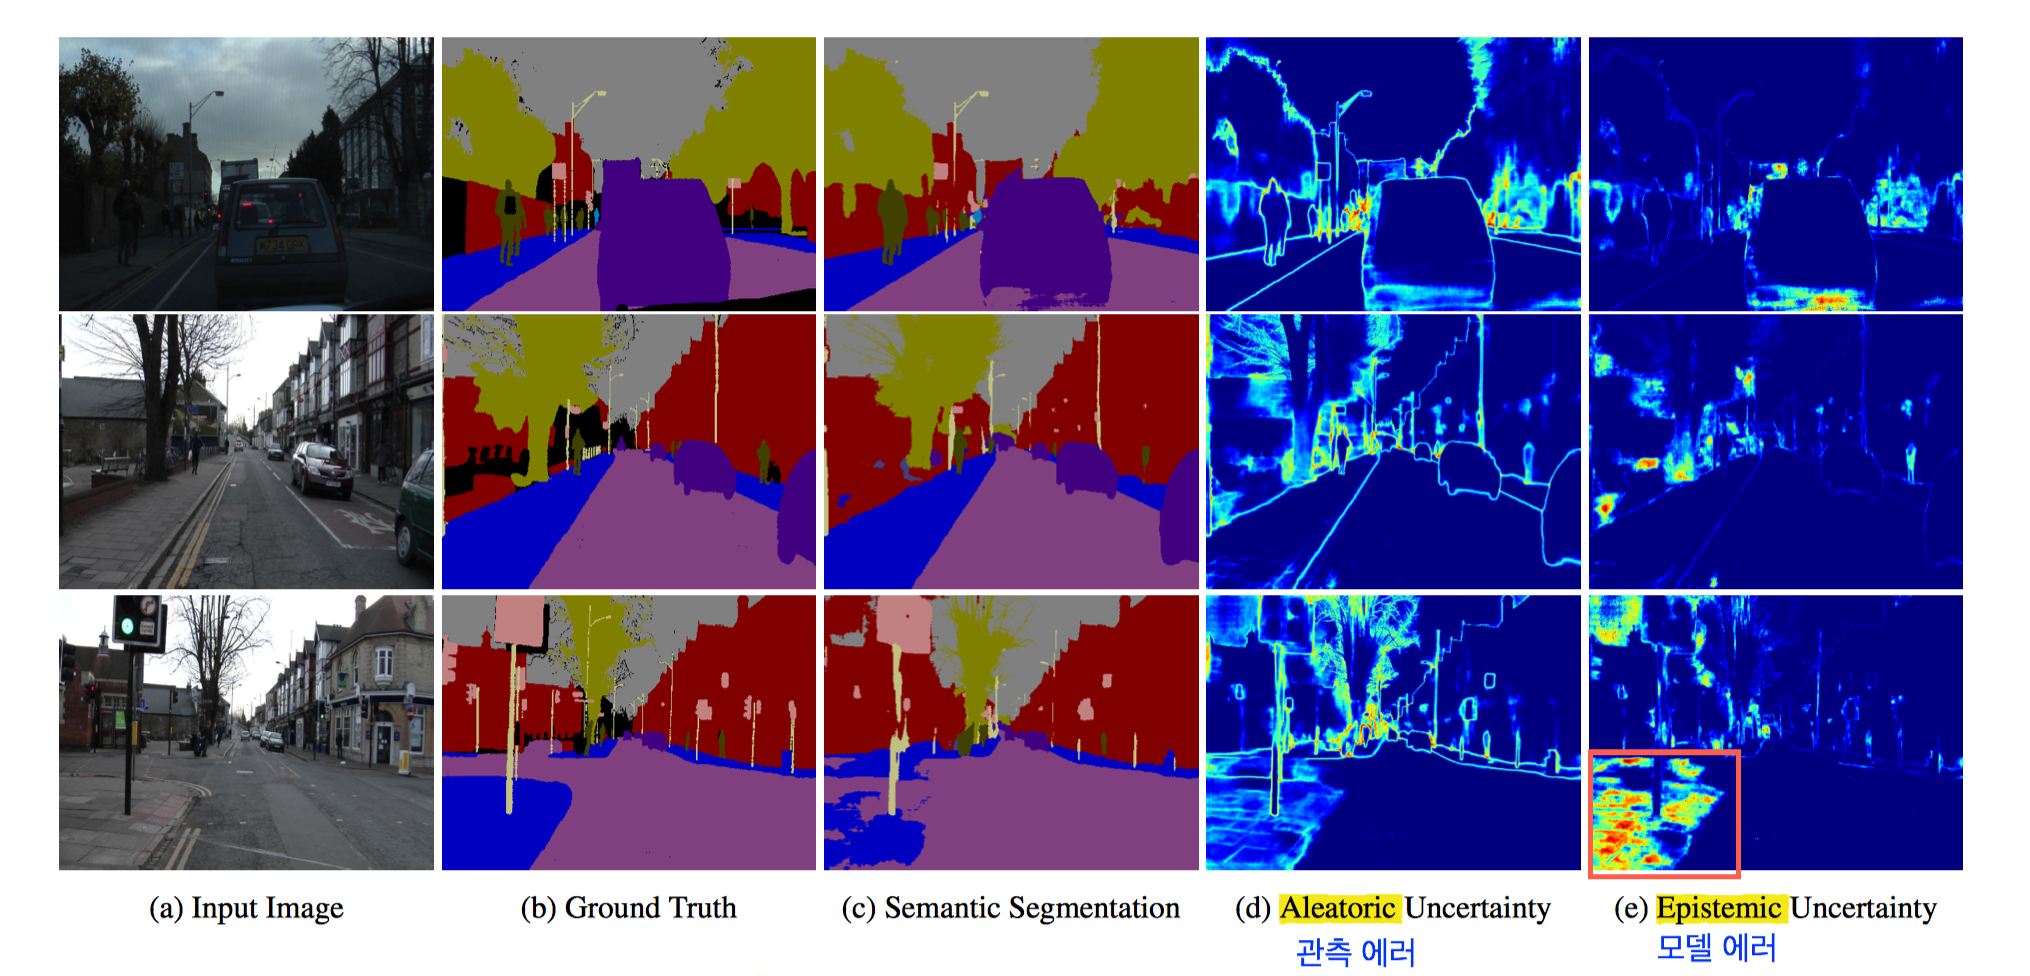 (a) Input Image
(b) Ground Truth
(c) Semantic Segmentation
(d) Aleatoric Uncertainty
(e) Epistemic Uncertainty
관측 에러
모델 에러